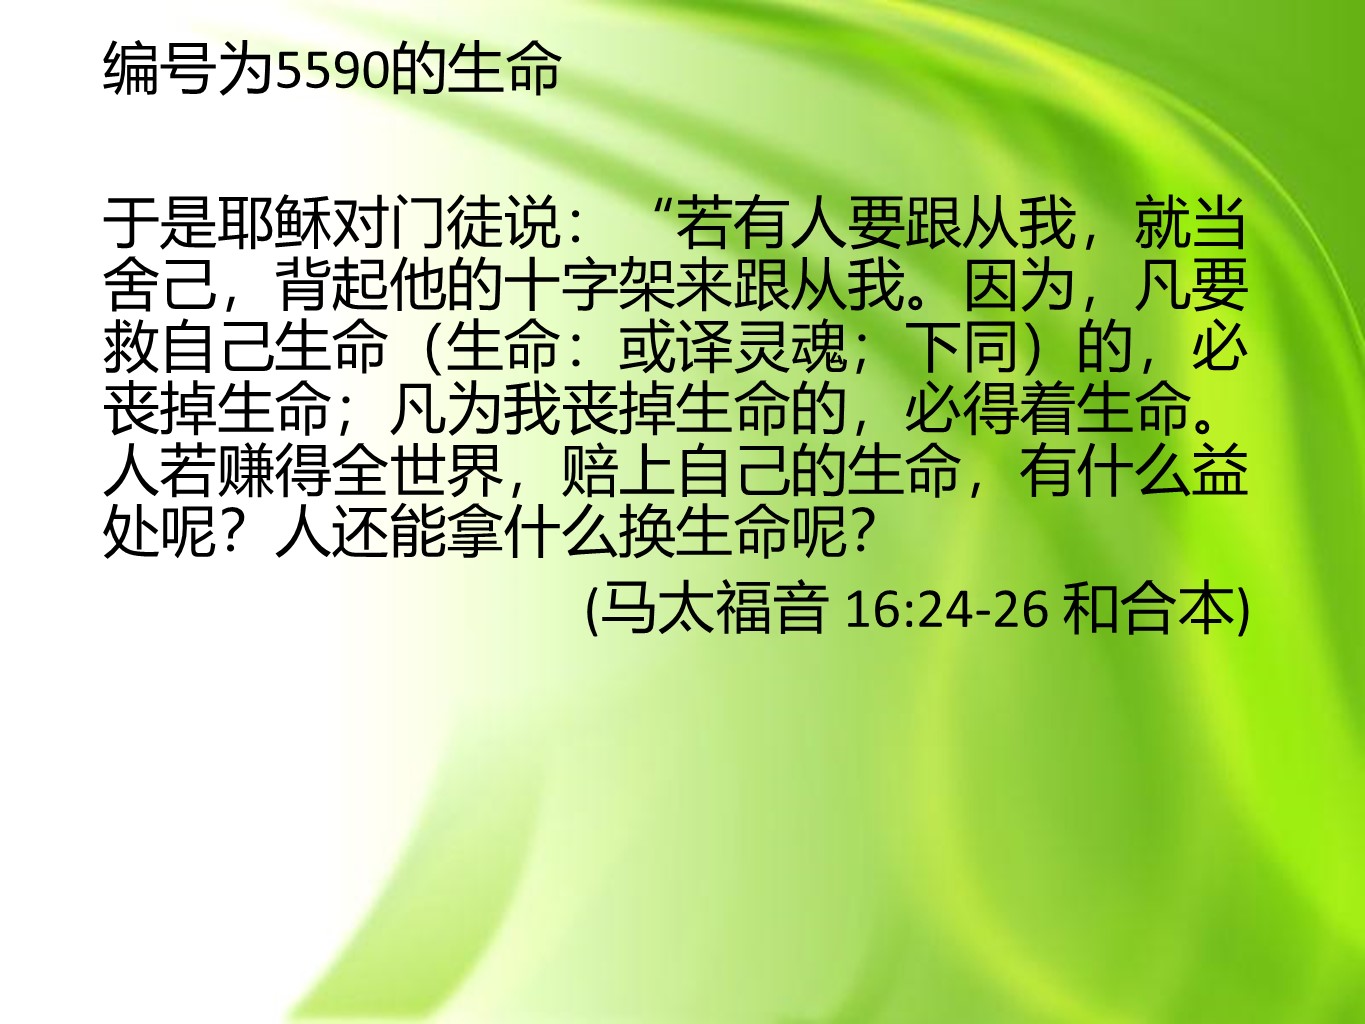 编号为5590的生命
于是耶稣对门徒说：“若有人要跟从我，就当
舍己，背起他的十字架来跟从我。因为，凡要
救自己生命（生命：或译灵魂；下同）的，必
丧掉生命；凡为我丧掉生命的，必得着生命。
人若赚得全世界，赔上自己的生命，有什么益
处呢？人还能拿什么换生命呢？
(马太福音 16:24-26 和合本)